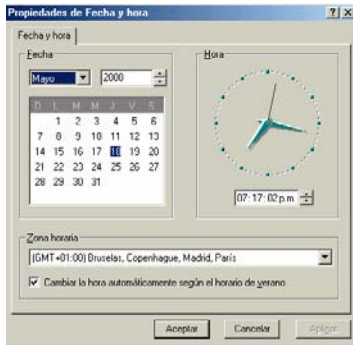 Propiedades de Fecha y hora
Fecha y hora
Fecha
Mayo 2000
D L M M J V S
1 2 3 4 5 6
7 8 9 10 11 12 13
14 15 16 17 18 19 20
21 22 23 24 25 26 27
28 29 30 31
Hora
07:17:02 p.m.
Zona horaria
(GMT+01:00) Bruselas, Copenhague, Madrid, París
Cambiar la hora automáticamente según el horario de verano
Aceptar Cancelar Aplicar